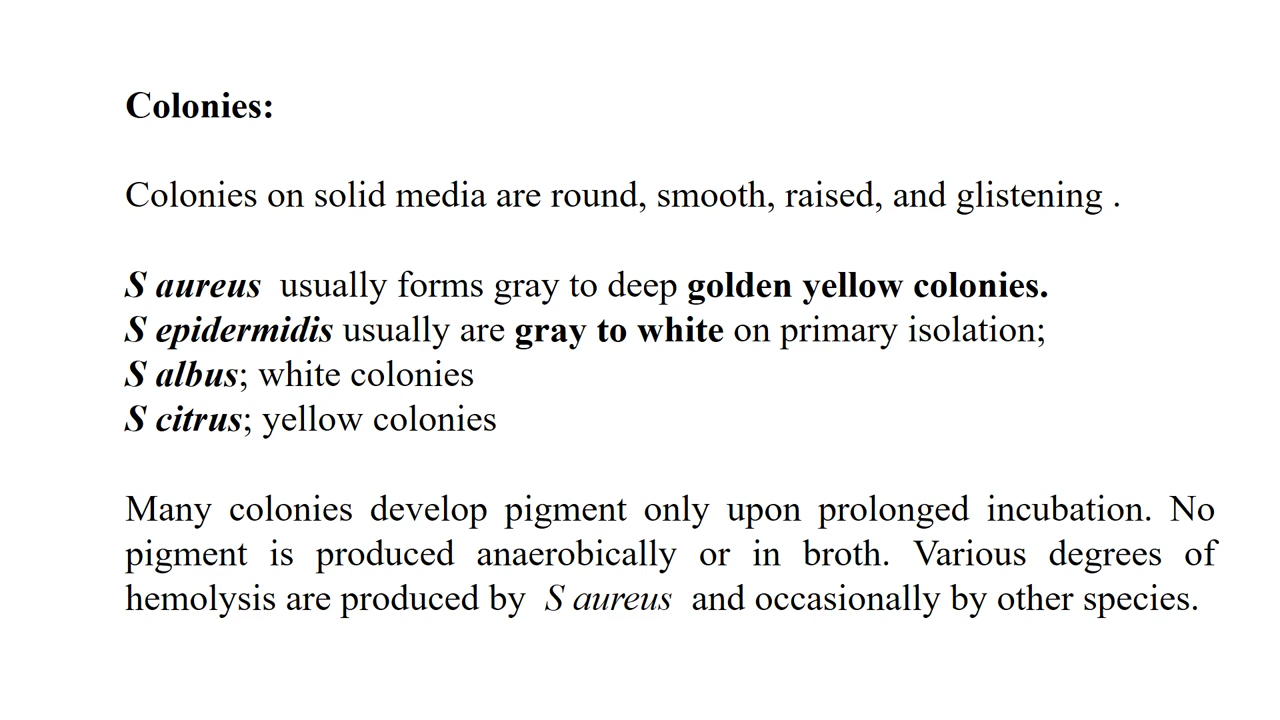 Colonies:
Colonies on solid media are round, smooth, raised, and glistening .
S aureus usually forms gray to deep golden yellow colonies.
S epidermidis usually are gray to white on primary isolation;
S albus; white colonies
S citrus; yellow colonies
Many colonies develop pigment only upon prolonged incubation. No
pigment is produced anaerobically or in broth. Various degrees of
hemolysis are produced by S aureus and occasionally by other species.